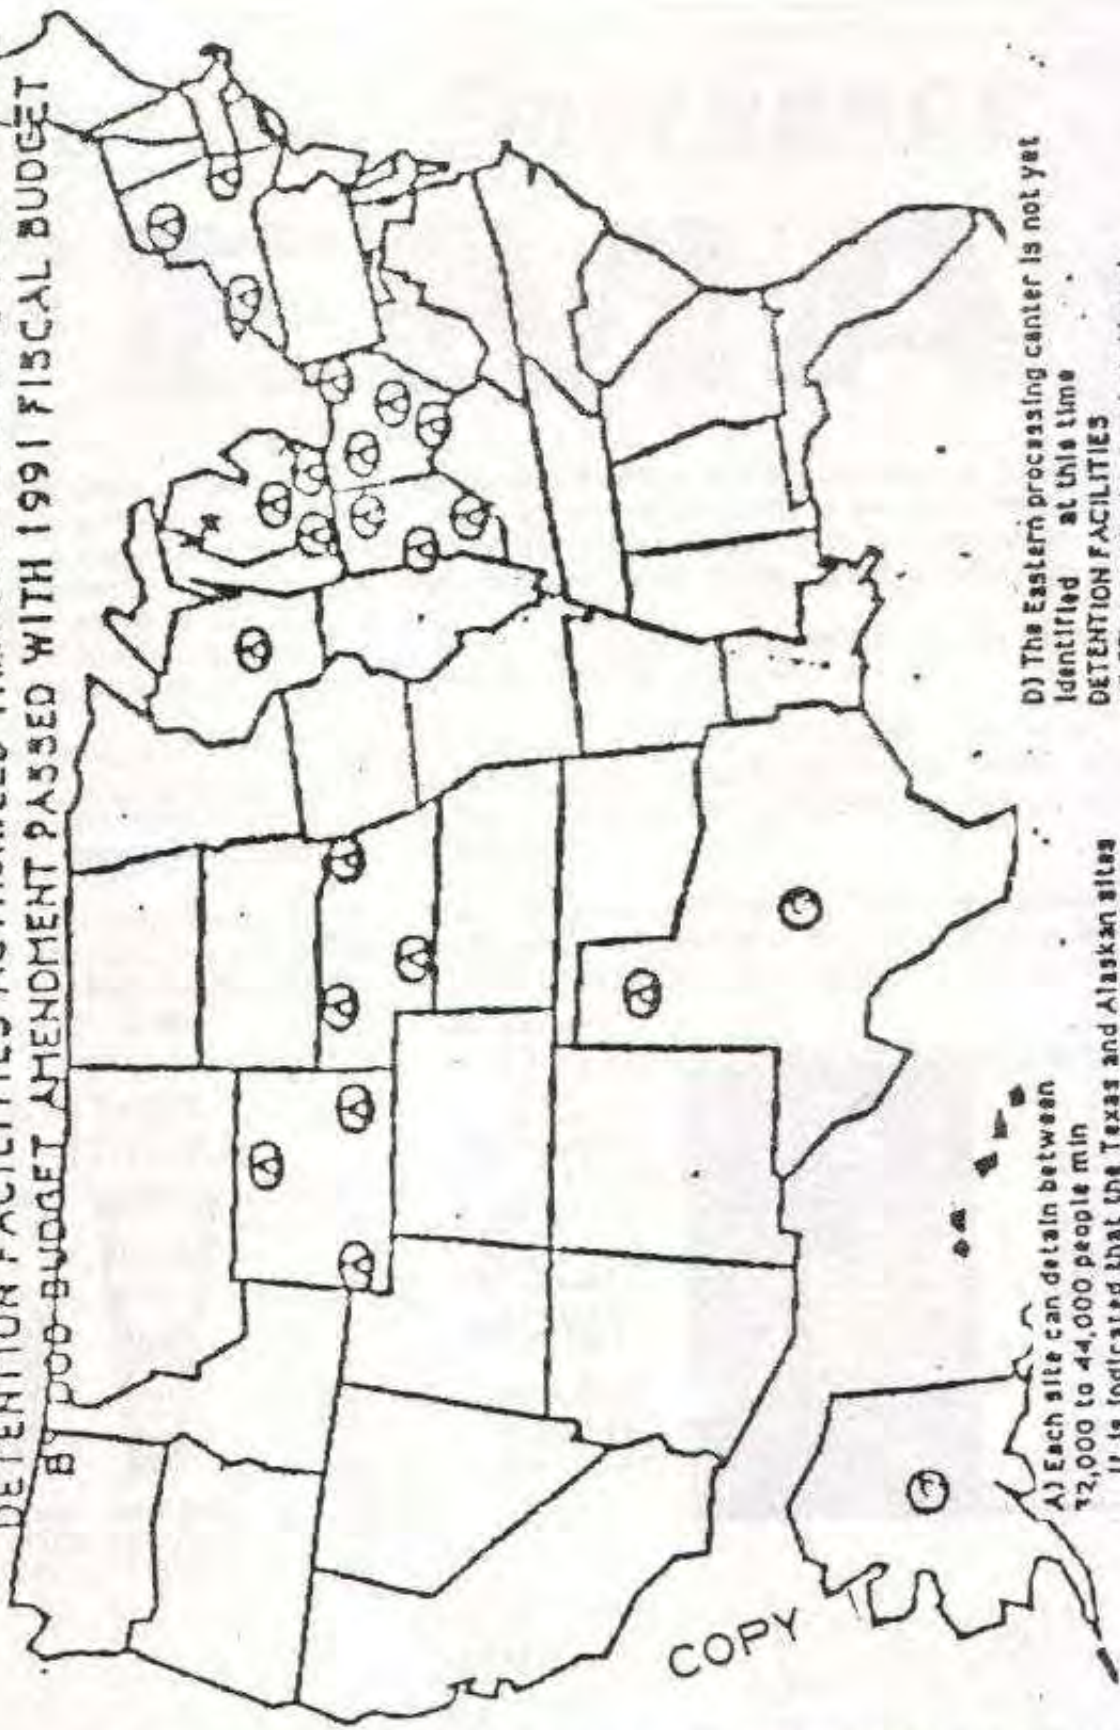 DETENTION FACILITIES
BY DOD BUDGET AMENDMENT PASSED WITH 1991 FISCAL BUDGET
COPY
A) Each site can detain between
32,000 to 44,000 people min
It is indicated that the Texas and Alaskan sites
D) The Eastern processing center is not yet
Identified at this time
DETENTION FACILITIES